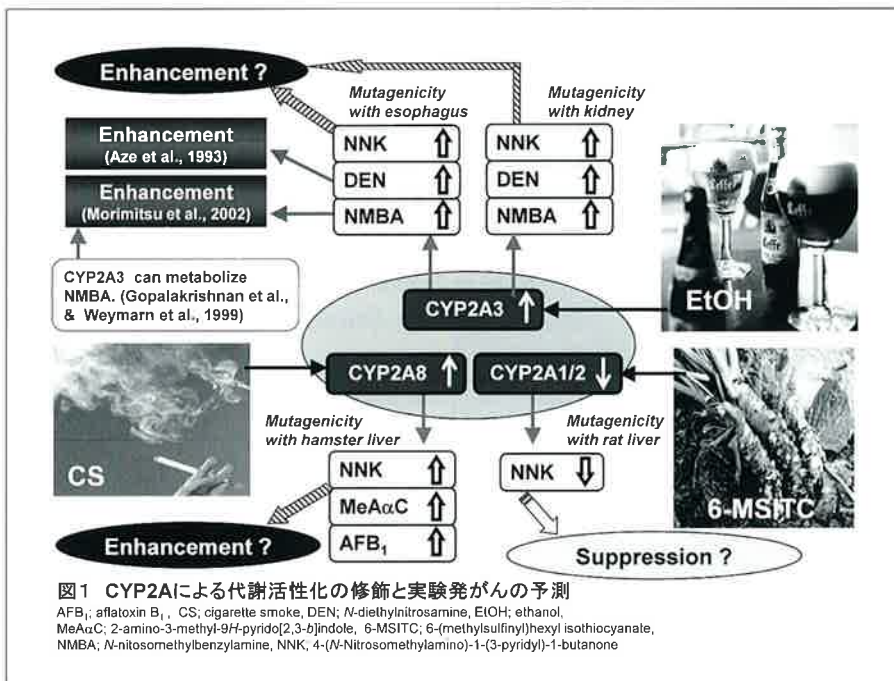 Enhancement ?
Mutagenicity
with esophagus
Mutagenicity
with kidney
Enhancement
(Aze et al., 1993)
Enhancement
(Morimitsu et al., 2002)
NNK ⇧
DEN ⇧
NMBA ⇧
NNK ⇧
DEN ⇧
NMBA ⇧
CYP2A3 can metabolize
NMBA. (Gopalakrishnan et al.,
& Weymarn et al., 1999)
Leffe
Leffe
EtOH
CYP2A3 ↑
CYP2A8 ↑
CYP2A1/2 ↓
CS
Mutagenicity
with hamster liver
Mutagenicity
with rat liver
NNK ⇧
MeAαC ⇧
AFB₁ ⇧
NNK ⇩
6-MSITC
Enhancement ?
Suppression ?
図1 CYP2Aによる代謝活性化の修飾と実験発がんの予測
AFB₁; aflatoxin B₁ , CS; cigarette smoke, DEN; N-diethylnitrosamine, EtOH; ethanol,
MeAαC; 2-amino-3-methyl-9H-pyrido[2,3-b]indole, 6-MSITC; 6-(methylsulfinyl)hexyl isothiocyanate,
NMBA; N-nitosomethylbenzylamine, NNK, 4-(N-Nitrosomethylamino)-1-(3-pyridyl)-1-butanone